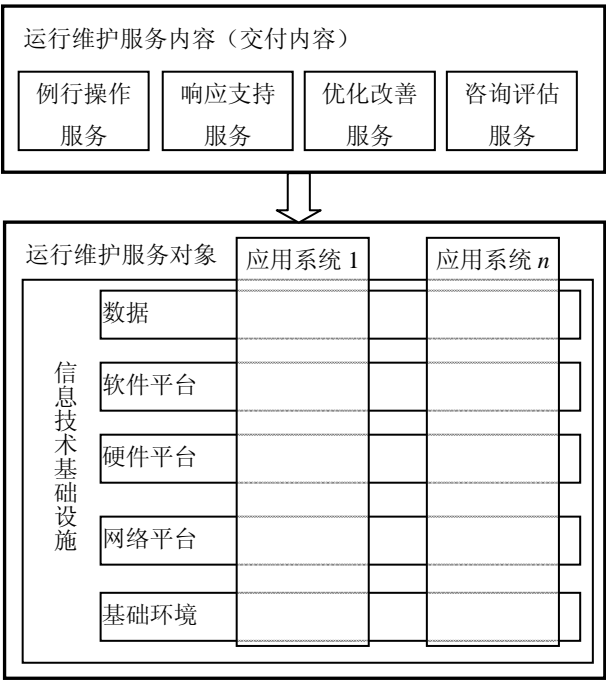 运行维护服务内容（交付内容）
例行操作
服务
响应支持
服务
优化改善
服务
咨询评估
服务
运行维护服务对象
应用系统 1
应用系统 n
信息技术基础设施
数据
软件平台
硬件平台
网络平台
基础环境